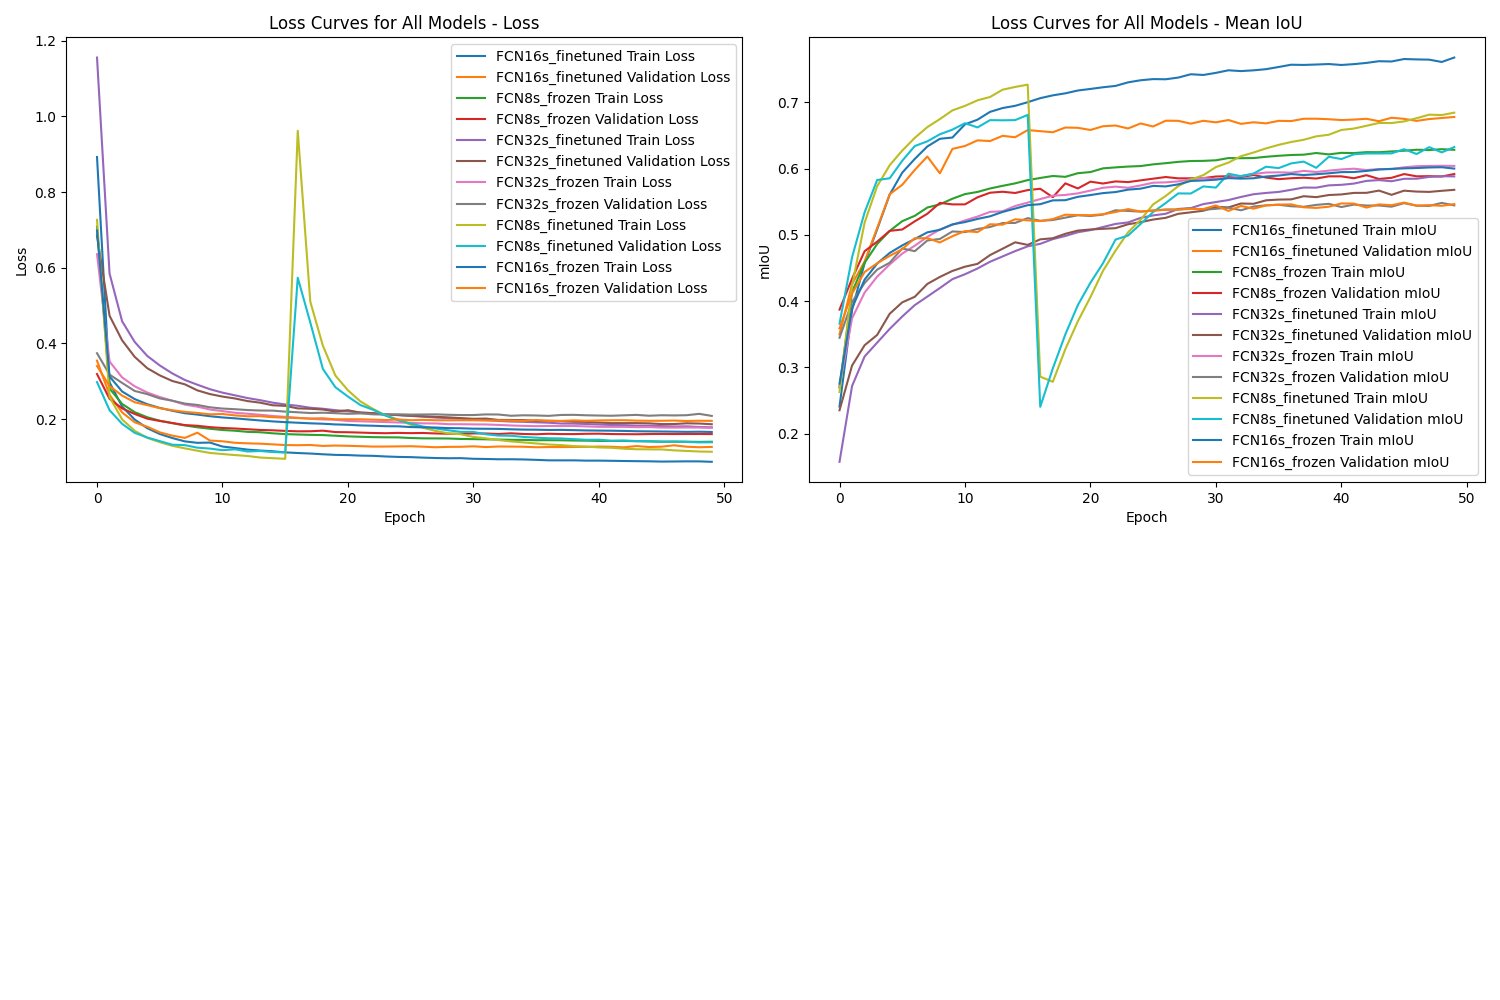 Loss Curves for All Models - Loss
1.2
1.0
0.8
0.6
0.4
0.2
Loss
0
10
20
30
40
50
Epoch
FCN16s_finetuned Train Loss
FCN16s_finetuned Validation Loss
FCN8s_frozen Train Loss
FCN8s_frozen Validation Loss
FCN32s_finetuned Train Loss
FCN32s_finetuned Validation Loss
FCN32s_frozen Train Loss
FCN32s_frozen Validation Loss
FCN8s_finetuned Train Loss
FCN8s_finetuned Validation Loss
FCN16s_frozen Train Loss
FCN16s_frozen Validation Loss
Loss Curves for All Models - Mean IoU
0.7
0.6
0.5
0.4
0.3
0.2
mIoU
0
10
20
30
40
50
Epoch
FCN16s_finetuned Train mIoU
FCN16s_finetuned Validation mIoU
FCN8s_frozen Train mIoU
FCN8s_frozen Validation mIoU
FCN32s_finetuned Train mIoU
FCN32s_finetuned Validation mIoU
FCN32s_frozen Train mIoU
FCN32s_frozen Validation mIoU
FCN8s_finetuned Train mIoU
FCN8s_finetuned Validation mIoU
FCN16s_frozen Train mIoU
FCN16s_frozen Validation mIoU